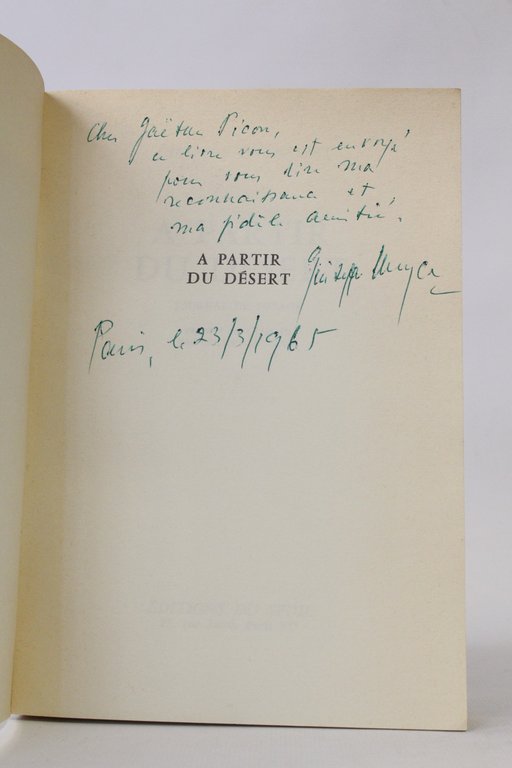 Cher Gaëtan Picon,
ce livre vous est envoyé
pour vous dire ma
reconnaissance et
ma fidèle amitié.
A PARTIR
DU DÉSERT
Giuseppe Ungaretti
Paris, le 23/3/1965